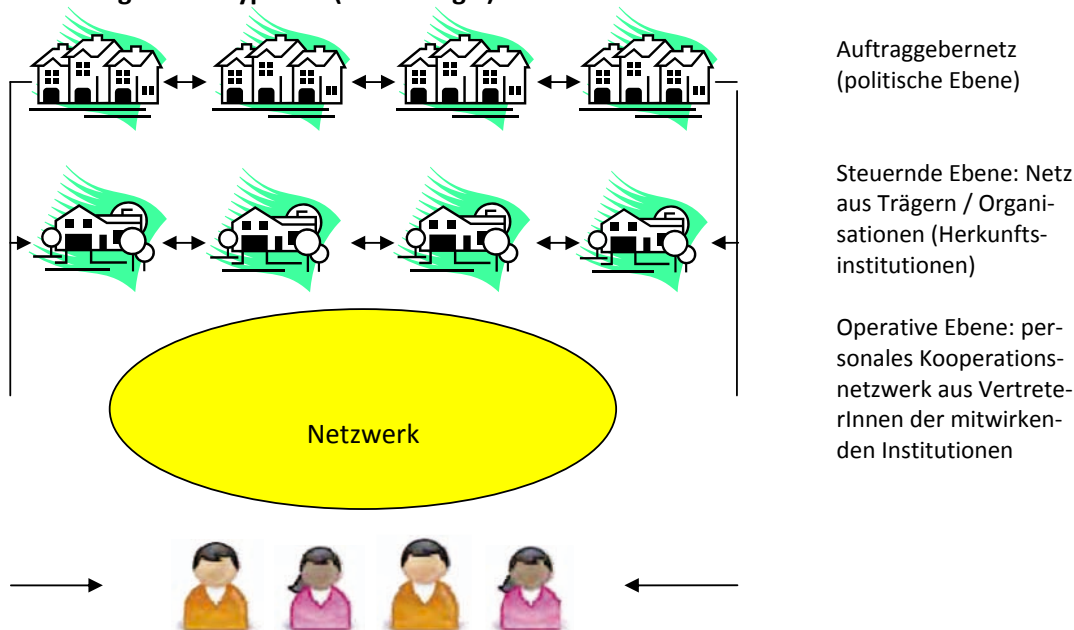 Auftraggebernetz
(politische Ebene)
Steuernde Ebene: Netz
aus Trägern / Organi-
sationen (Herkunfts-
institutionen)
Operative Ebene: per-
sonales Kooperations-
netzwerk aus Vertrete-
rInnen der mitwirken-
den Institutionen
Netzwerk